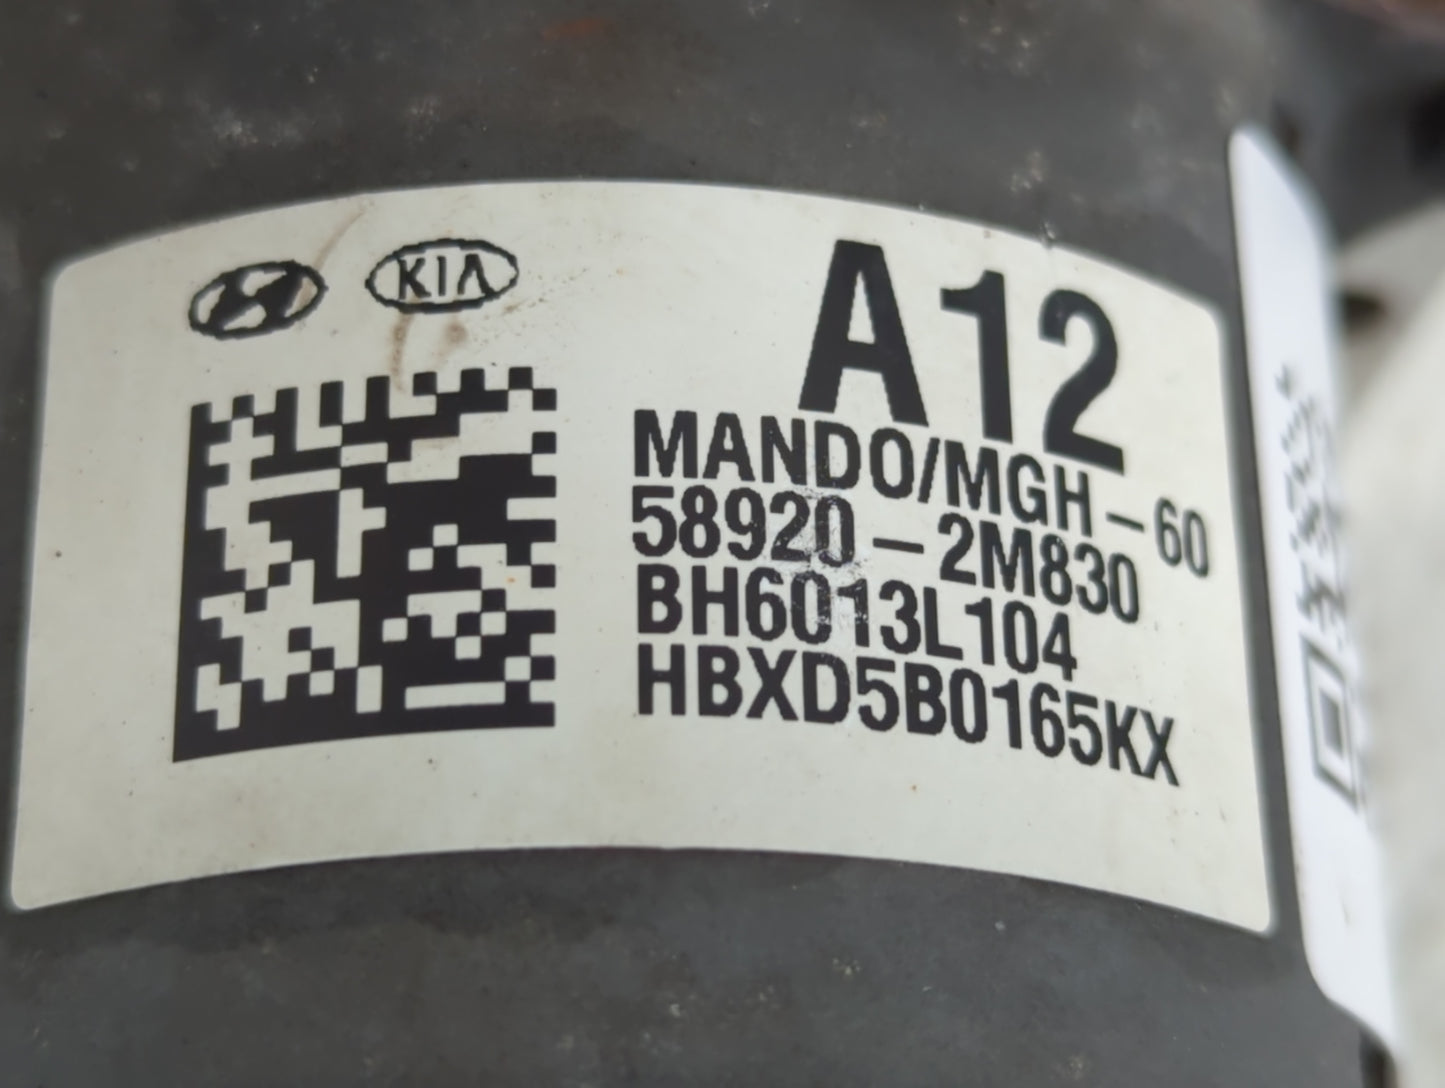 KIA
A12
MANDO/MGH-60
58920-2M830
BH6013L104
HBXD5B0165KX